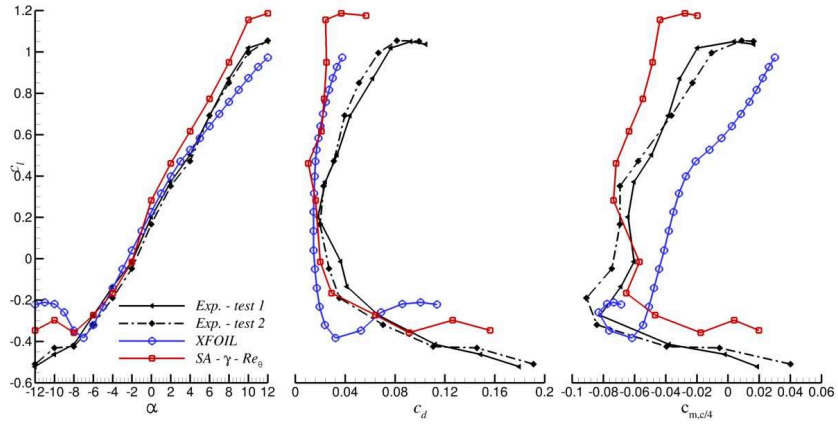 1.2
1
0.8
0.6
0.4
0.2
0
-0.2
-0.4
-0.6
c_l
-12 -10 -8 -6 -4 -2 0 2 4 6 8 10 12
α
Exp. - test 1
Exp. - test 2
XFOIL
SA - γ - Re_θ
0 0.04 0.08 0.12 0.16 0.2
c_d
-0.1 -0.08 -0.06 -0.04 -0.02 0 0.02 0.04 0.06
c_m,c/4